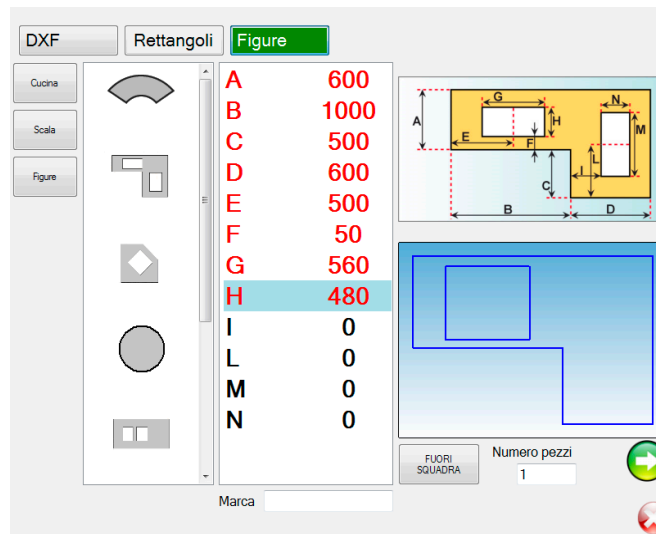 DXF Rettangoli Figure
Cucina
Scala
Figure
A 600
B 1000
C 500
D 600
E 500
F 50
G 560
H 480
I 0
L 0
M 0
N 0
G N
A H M
E F L
I
C
B D
FUORI
SQUADRA
Numero pezzi
1
Marca